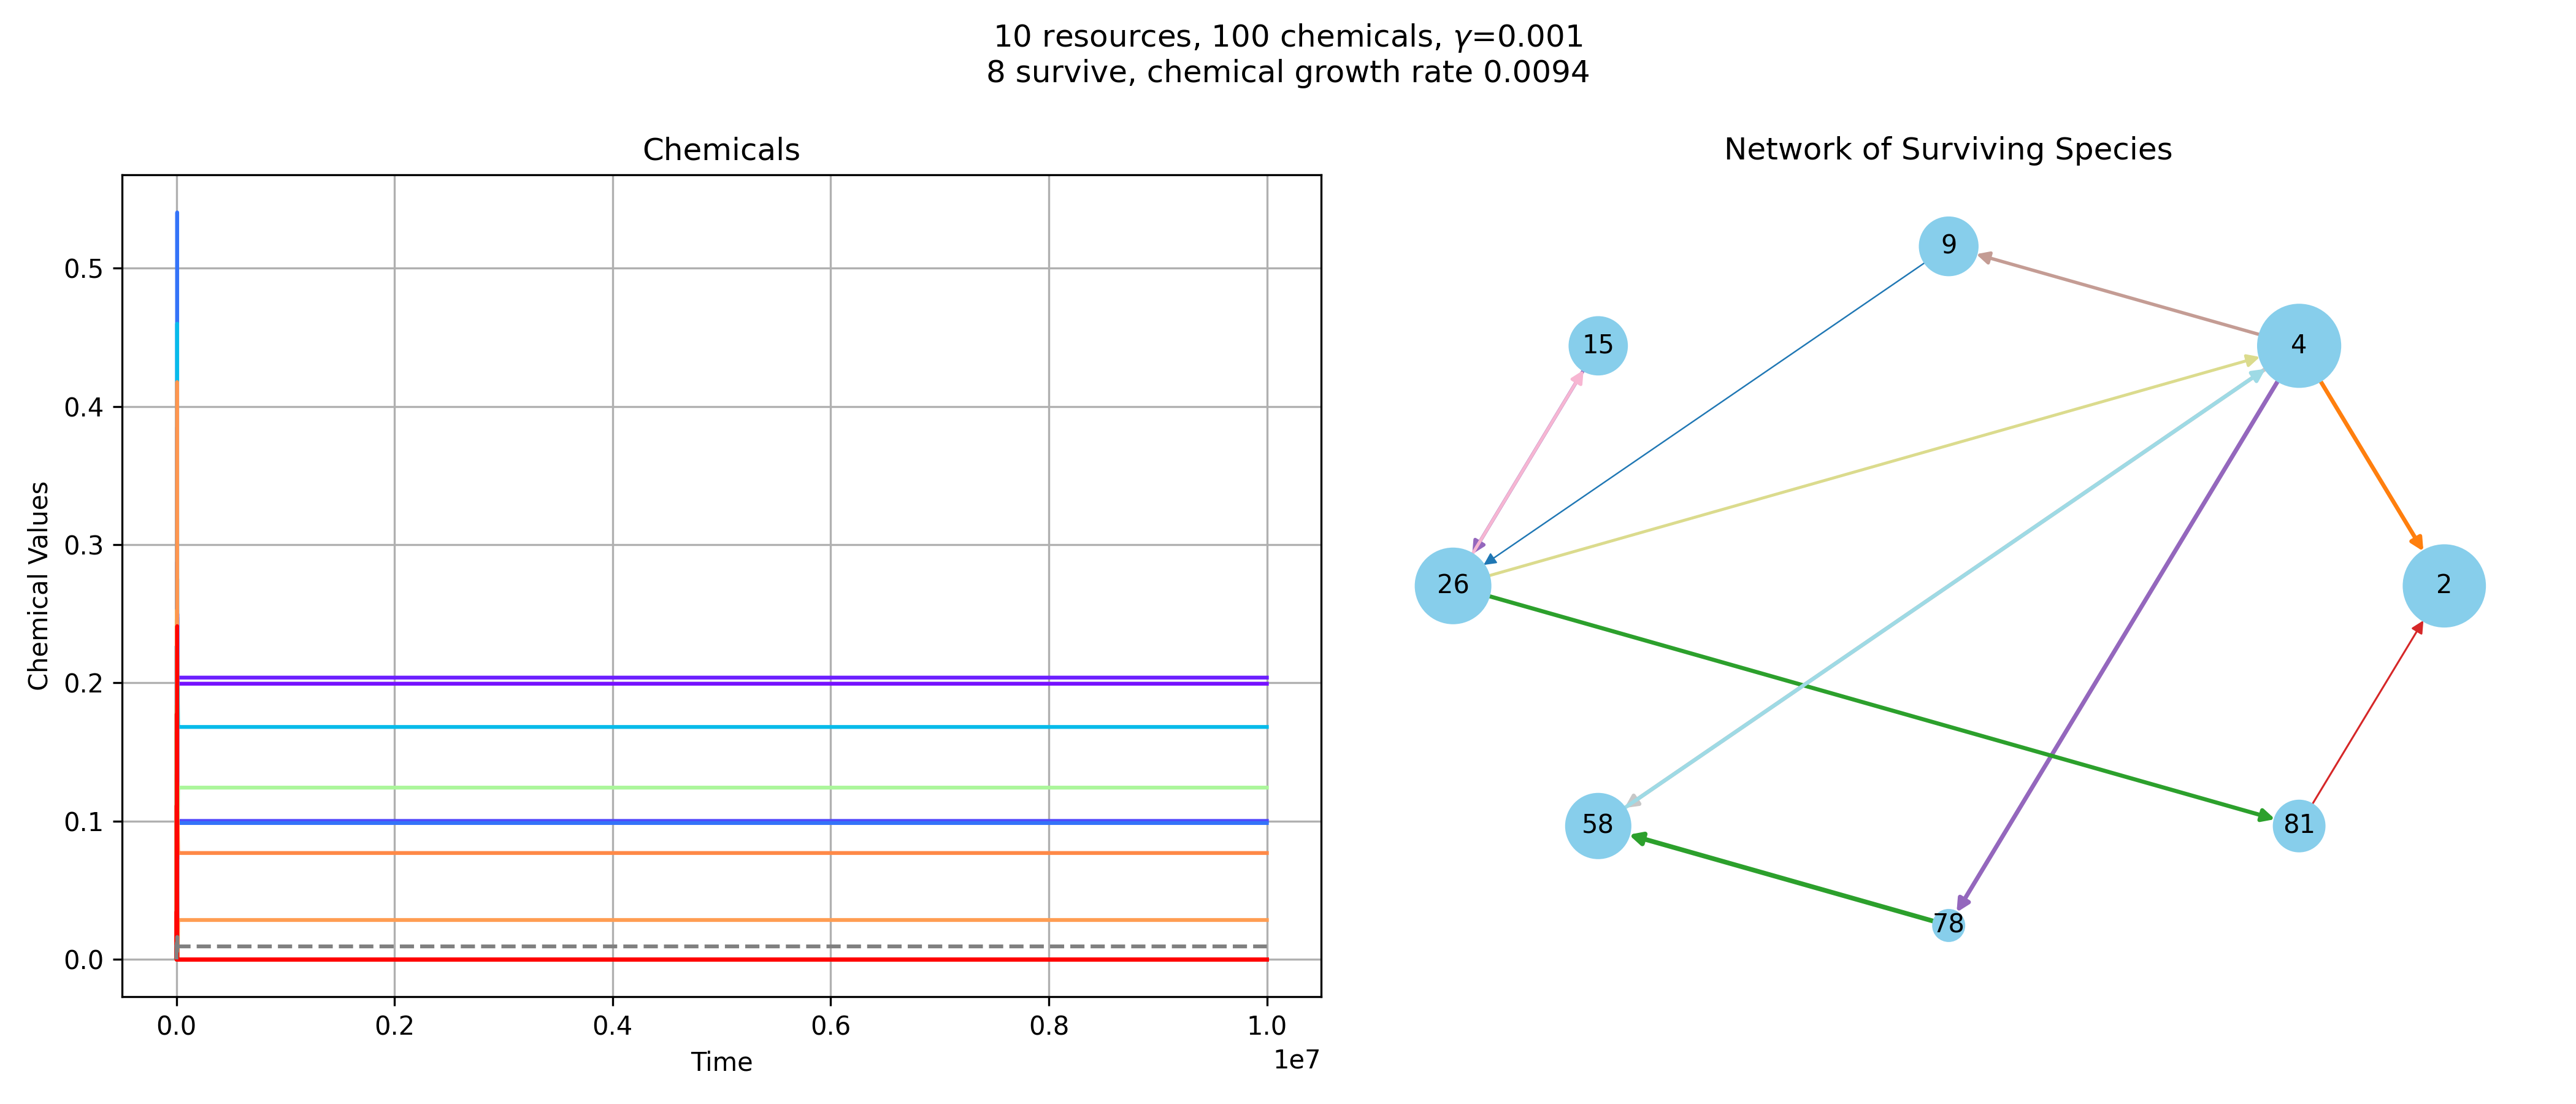 10 resources, 100 chemicals, γ=0.001
8 survive, chemical growth rate 0.0094
Chemicals
Chemical Values
0.5
0.4
0.3
0.2
0.1
0.0
0.0 0.2 0.4 0.6 0.8 1.0
1e7
Time
Network of Surviving Species
9
4
15
26
2
58
81
78